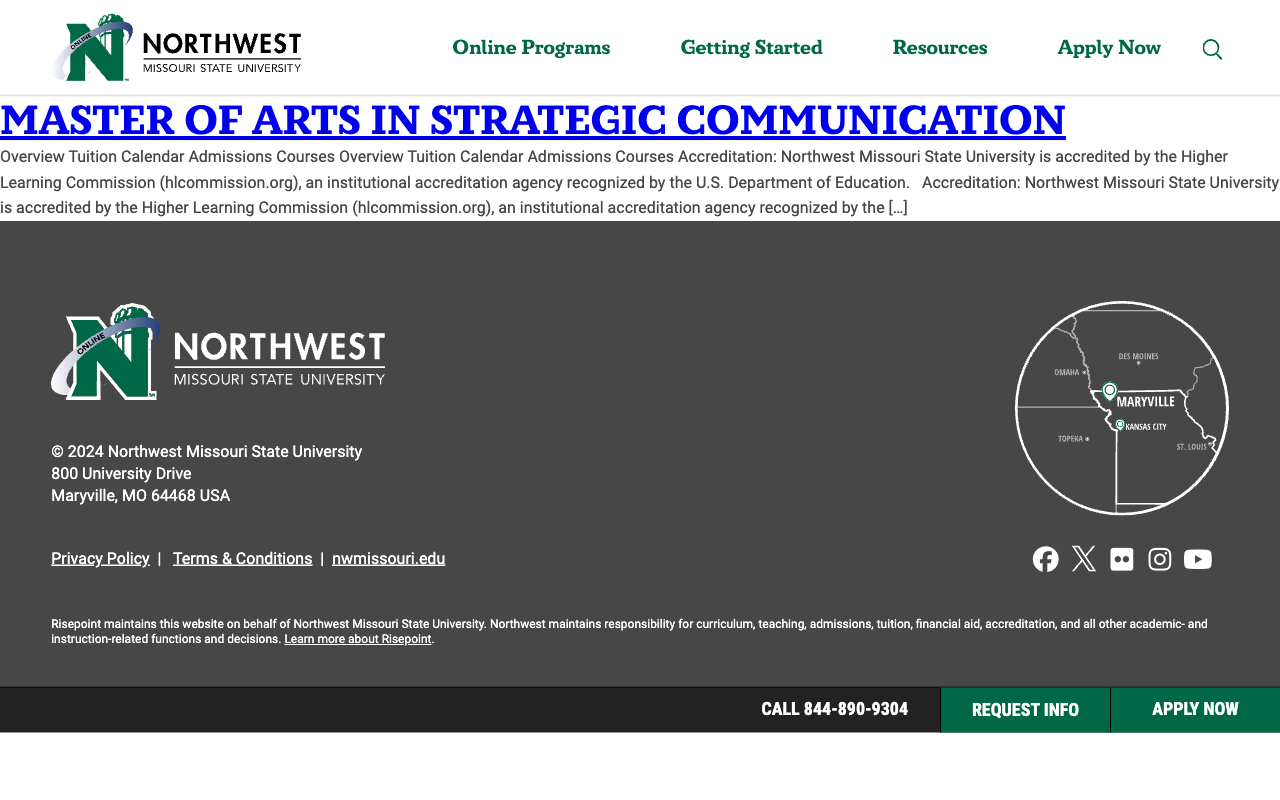 ONLINE
NORTHWEST
MISSOURI STATE UNIVERSITY
Online Programs
Getting Started
Resources
Apply Now
MASTER OF ARTS IN STRATEGIC COMMUNICATION
Overview Tuition Calendar Admissions Courses Overview Tuition Calendar Admissions Courses Accreditation: Northwest Missouri State University is accredited by the Higher
Learning Commission (hlcommission.org), an institutional accreditation agency recognized by the U.S. Department of Education.   Accreditation: Northwest Missouri State University
is accredited by the Higher Learning Commission (hlcommission.org), an institutional accreditation agency recognized by the […]
ONLINE
NORTHWEST
MISSOURI STATE UNIVERSITY
DES MOINES
OMAHA
MARYVILLE
KANSAS CITY
TOPEKA
ST. LOUIS
© 2024 Northwest Missouri State University
800 University Drive
Maryville, MO 64468 USA
Privacy Policy | Terms & Conditions | nwmissouri.edu
Risepoint maintains this website on behalf of Northwest Missouri State University. Northwest maintains responsibility for curriculum, teaching, admissions, tuition, financial aid, accreditation, and all other academic- and
instruction-related functions and decisions. Learn more about Risepoint.
CALL 844-890-9304
REQUEST INFO
APPLY NOW